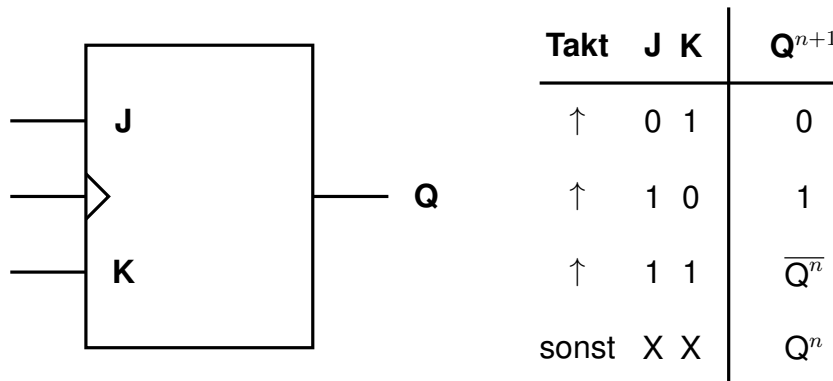 J
K
Q
Takt J K Qⁿ⁺¹
↑ 0 1 0
↑ 1 0 1
↑ 1 1 Q̅ⁿ̅
sonst X X Qⁿ